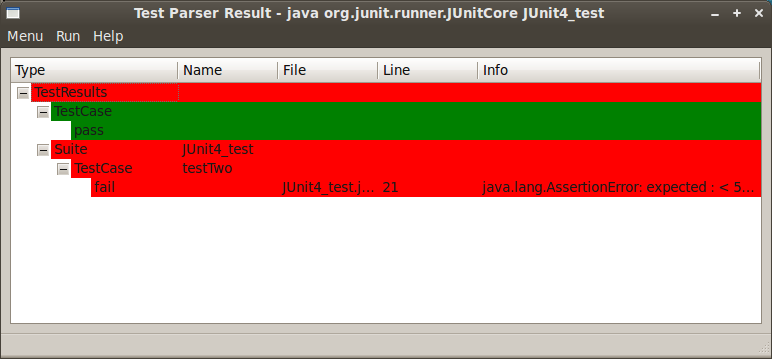 Test Parser Result - java org.junit.runner.JUnitCore JUnit4_test
Menu Run Help
Type Name File Line Info
TestResults
TestCase
pass
Suite JUnit4_test
TestCase testTwo
fail JUnit4_test.j... 21 java.lang.AssertionError: expected : < 5...